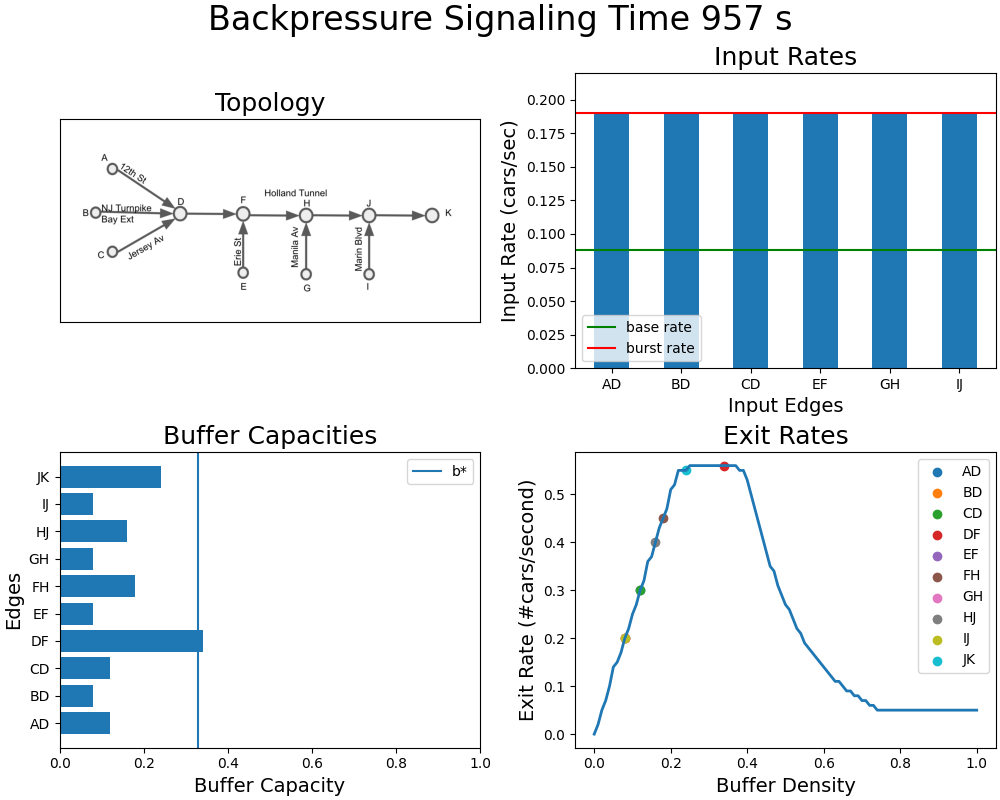 Backpressure Signaling Time 957 s
Topology
A
12th St
B
NJ Turnpike
Bay Ext
C
Jersey Av
D
F
Holland Tunnel
H
J
K
Erie St
Manila Av
Marin Blvd
E
G
I
Input Rates
Input Rate (cars/sec)
0.200
0.175
0.150
0.125
0.100
0.075
0.050
0.025
0.000
base rate
burst rate
AD BD CD EF GH IJ
Input Edges
Buffer Capacities
Edges
b*
JK
IJ
HJ
GH
FH
EF
DF
CD
BD
AD
0.0 0.2 0.4 0.6 0.8 1.0
Buffer Capacity
Exit Rates
Exit Rate (#cars/second)
0.5
0.4
0.3
0.2
0.1
0.0
AD
BD
CD
DF
EF
FH
GH
HJ
IJ
JK
0.0 0.2 0.4 0.6 0.8 1.0
Buffer Density